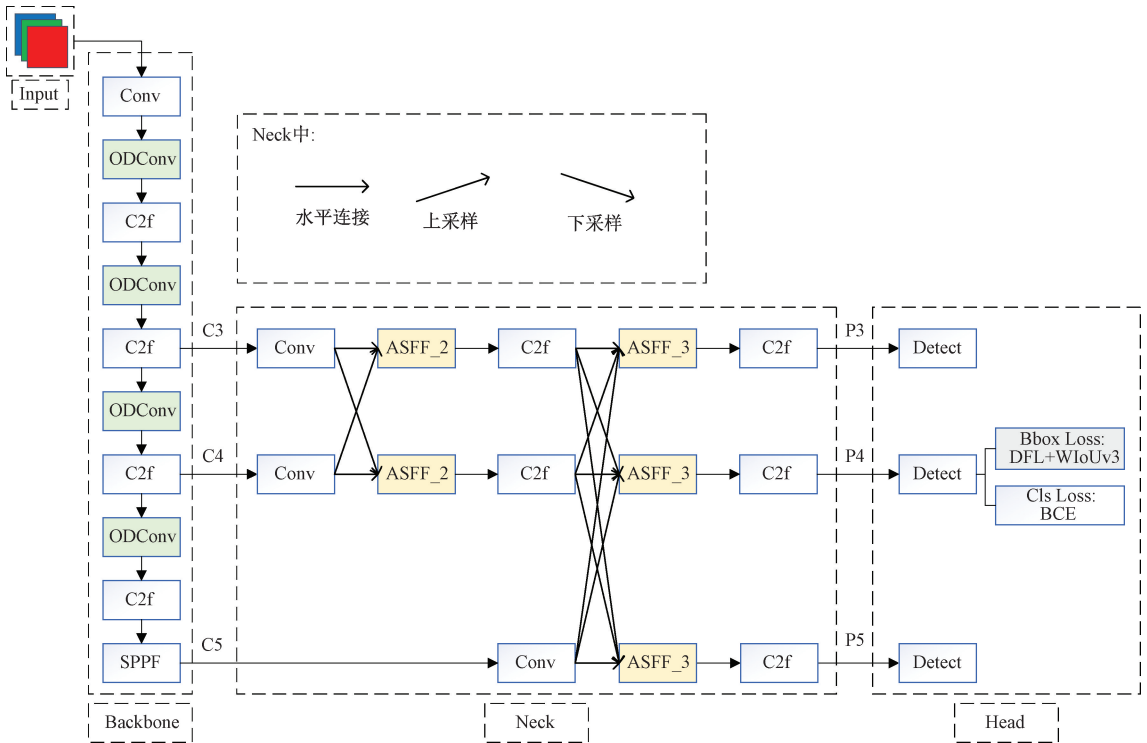 Input
Conv
ODConv
C2f
ODConv
C2f
ODConv
C2f
ODConv
C2f
SPPF
Backbone
Neck中:
水平连接
上采样
下采样
C3
Conv
ASFF_2
C2f
ASFF_3
C2f
P3
Detect
C4
Conv
ASFF_2
C2f
ASFF_3
C2f
P4
Detect
Bbox Loss:
DFL+WIoUv3
Cls Loss:
BCE
C5
Conv
ASFF_3
C2f
P5
Detect
Neck
Head